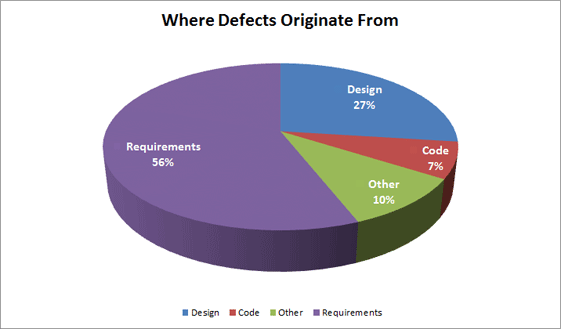 Where Defects Originate From
Design
27%
Code
7%
Other
10%
Requirements
56%
Design Code Other Requirements